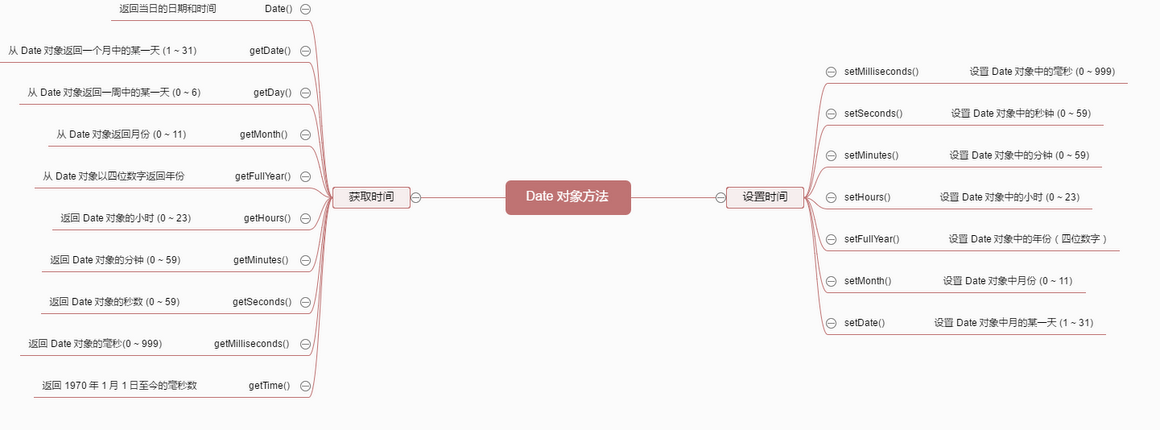 Date 对象方法
获取时间
返回当日的日期和时间 Date()
从 Date 对象返回一个月中的某一天 (1 ~ 31) getDate()
从 Date 对象返回一周中的某一天 (0 ~ 6) getDay()
从 Date 对象返回月份 (0 ~ 11) getMonth()
从 Date 对象以四位数字返回年份 getFullYear()
返回 Date 对象的小时 (0 ~ 23) getHours()
返回 Date 对象的分钟 (0 ~ 59) getMinutes()
返回 Date 对象的秒数 (0 ~ 59) getSeconds()
返回 Date 对象的毫秒(0 ~ 999) getMilliseconds()
返回 1970 年 1 月 1 日至今的毫秒数 getTime()
设置时间
setMilliseconds() 设置 Date 对象中的毫秒 (0 ~ 999)
setSeconds() 设置 Date 对象中的秒钟 (0 ~ 59)
setMinutes() 设置 Date 对象中的分钟 (0 ~ 59)
setHours() 设置 Date 对象中的小时 (0 ~ 23)
setFullYear() 设置 Date 对象中的年份（四位数字）
setMonth() 设置 Date 对象中月份 (0 ~ 11)
setDate() 设置 Date 对象中月的某一天 (1 ~ 31)